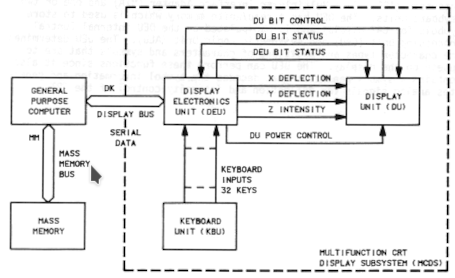 DU BIT CONTROL
DU BIT STATUS
DEU BIT STATUS
GENERAL
PURPOSE
COMPUTER
DK
DISPLAY BUS
SERIAL
DATA
DISPLAY
ELECTRONICS
UNIT (DEU)
X DEFLECTION
Y DEFLECTION
Z INTENSITY
DISPLAY
UNIT (DU)
DU POWER CONTROL
MM
MASS
MEMORY
BUS
KEYBOARD
INPUTS
32 KEYS
MASS
MEMORY
KEYBOARD
UNIT (KBU)
MULTIFUNCTION CRT
DISPLAY SUBSYSTEM (MCDS)